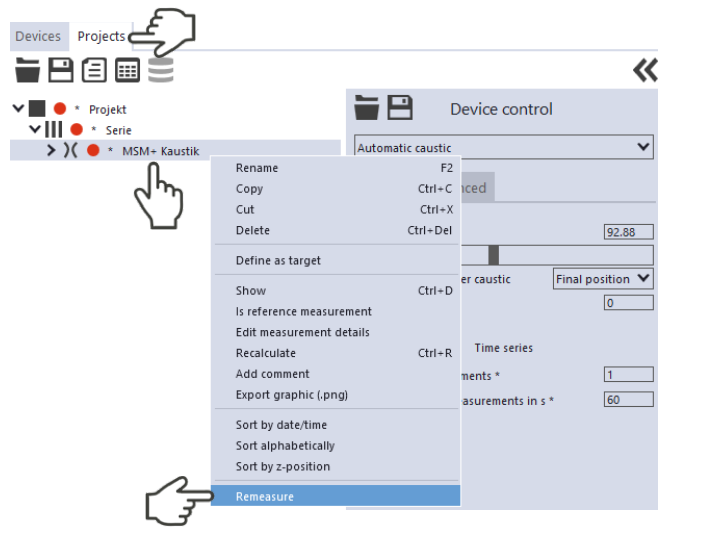 Devices Projects
* Projekt
Device control
* Serie
* MSM+ Kaustik
Automatic caustic
Rename F2
Copy Ctrl+C
Cut Ctrl+X
Delete Ctrl+Del
Define as target
Show Ctrl+D
Is reference measurement
Edit measurement details
Recalculate Ctrl+R
Add comment
Export graphic (.png)
Sort by date/time
Sort alphabetically
Sort by z-position
Remeasure
nced
92.88
er caustic Final position
0
Time series
ments * 1
easurements in s * 60